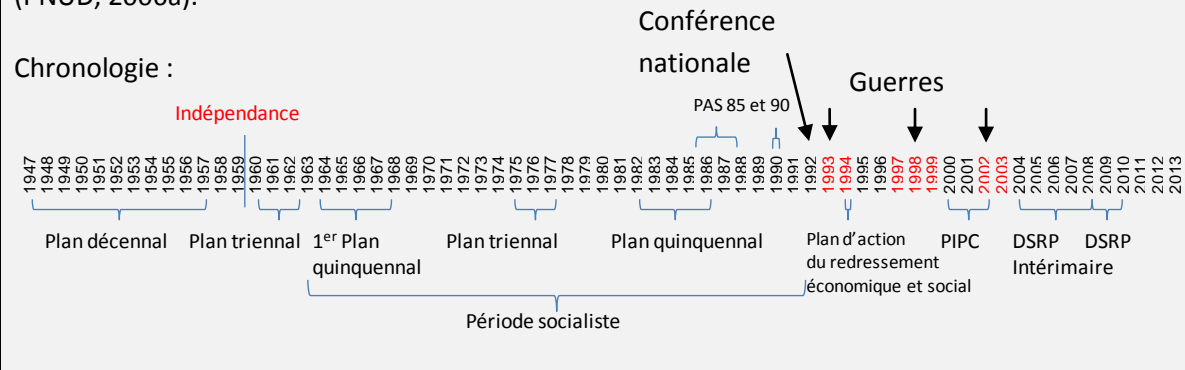 (PNUD, 2006a).
Conférence
nationale
Chronologie :
Guerres
Indépendance
PAS 85 et 90
1947 1948 1949 1950 1951 1952 1953 1954 1955 1956 1957 1958 1959 1960 1961 1962 1963 1964 1965 1966 1967 1968 1969 1970 1971 1972 1973 1974 1975 1976 1977 1978 1979 1980 1981 1982 1983 1984 1985 1986 1987 1988 1989 1990 1991 1992 1993 1994 1995 1996 1997 1998 1999 2000 2001 2002 2003 2004 2005 2006 2007 2008 2009 2010 2011 2012 2013
Plan décennal
Plan triennal
1er Plan
quinquennal
Plan triennal
Plan quinquennal
Plan d'action
du redressement
économique et social
PIPC
DSRP
Intérimaire
DSRP
Période socialiste